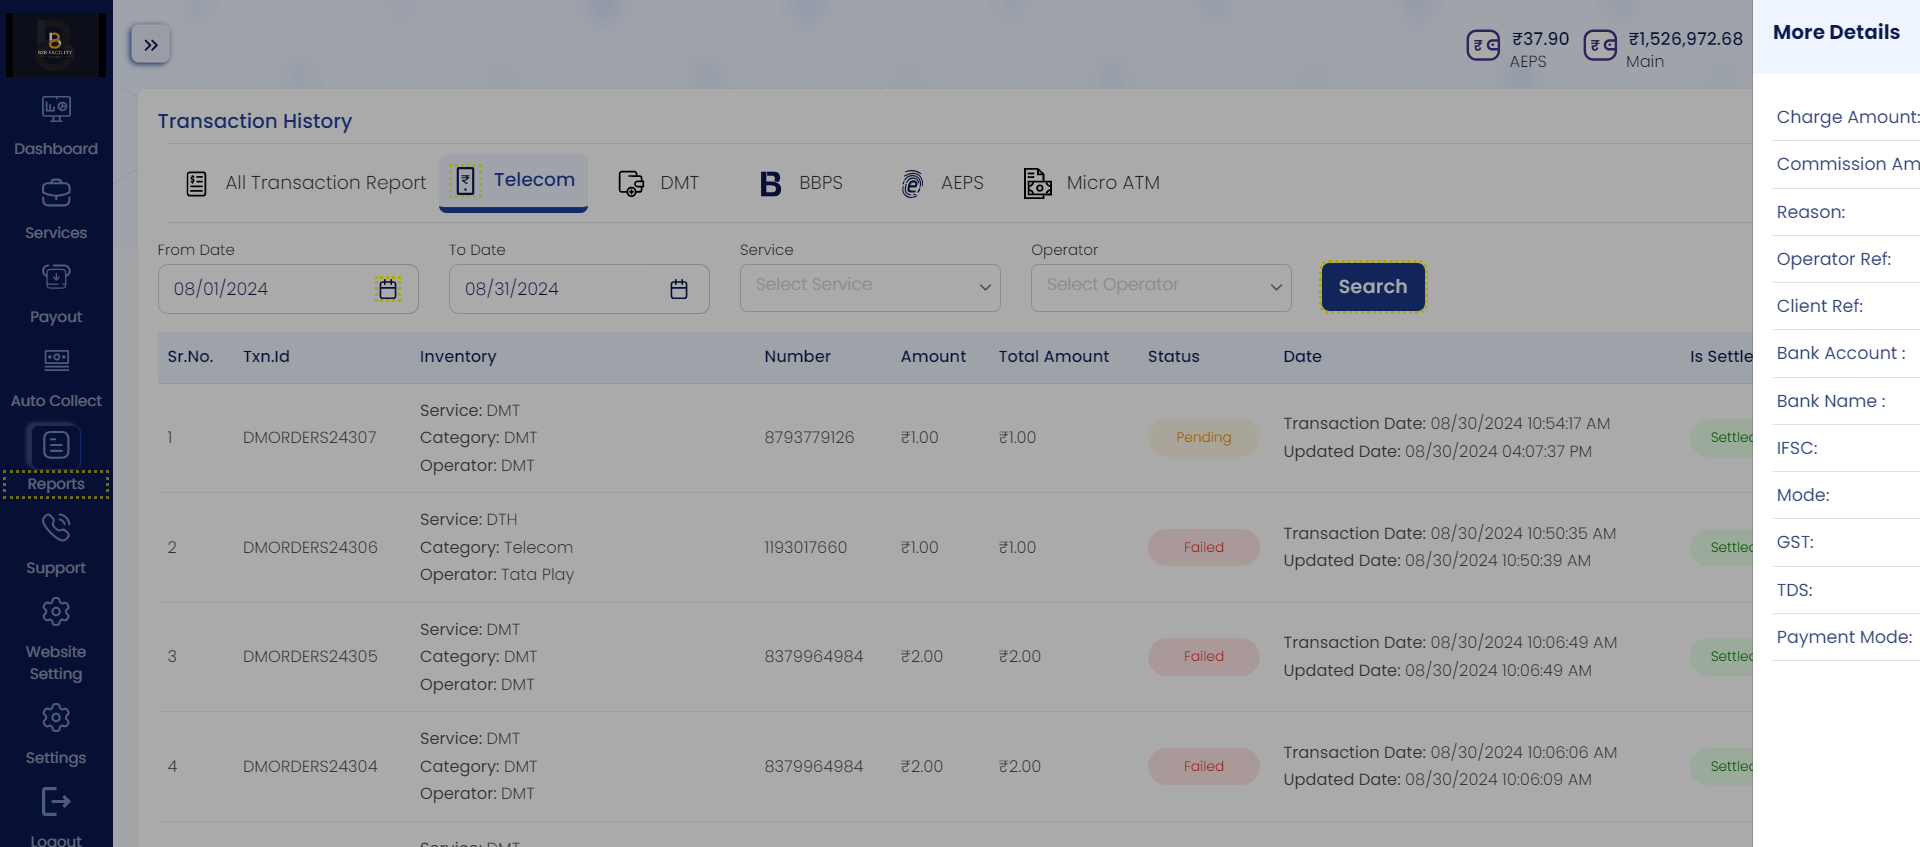 B2B FACILITY
Dashboard
Services
Payout
Auto Collect
Reports
Support
Website
Setting
Settings
Logout
₹37.90
AEPS
₹1,526,972.68
Main
Transaction History
All Transaction Report
Telecom
DMT
BBPS
AEPS
Micro ATM
From Date
To Date
Service
Operator
08/01/2024
08/31/2024
Select Service
Select Operator
Search
Sr.No. Txn.Id Inventory Number Amount Total Amount Status Date Is Settle
1 DMORDERS24307
Service: DMT
Category: DMT
Operator: DMT
8793779126 ₹1.00 ₹1.00 Pending
Transaction Date: 08/30/2024 10:54:17 AM
Updated Date: 08/30/2024 04:07:37 PM
Settled
2 DMORDERS24306
Service: DTH
Category: Telecom
Operator: Tata Play
1193017660 ₹1.00 ₹1.00 Failed
Transaction Date: 08/30/2024 10:50:35 AM
Updated Date: 08/30/2024 10:50:39 AM
Settled
3 DMORDERS24305
Service: DMT
Category: DMT
Operator: DMT
8379964984 ₹2.00 ₹2.00 Failed
Transaction Date: 08/30/2024 10:06:49 AM
Updated Date: 08/30/2024 10:06:49 AM
Settled
4 DMORDERS24304
Service: DMT
Category: DMT
Operator: DMT
8379964984 ₹2.00 ₹2.00 Failed
Transaction Date: 08/30/2024 10:06:06 AM
Updated Date: 08/30/2024 10:06:09 AM
Settled
Service: DMT
More Details
Charge Amount:
Commission Am
Reason:
Operator Ref:
Client Ref:
Bank Account :
Bank Name :
IFSC:
Mode:
GST:
TDS:
Payment Mode: